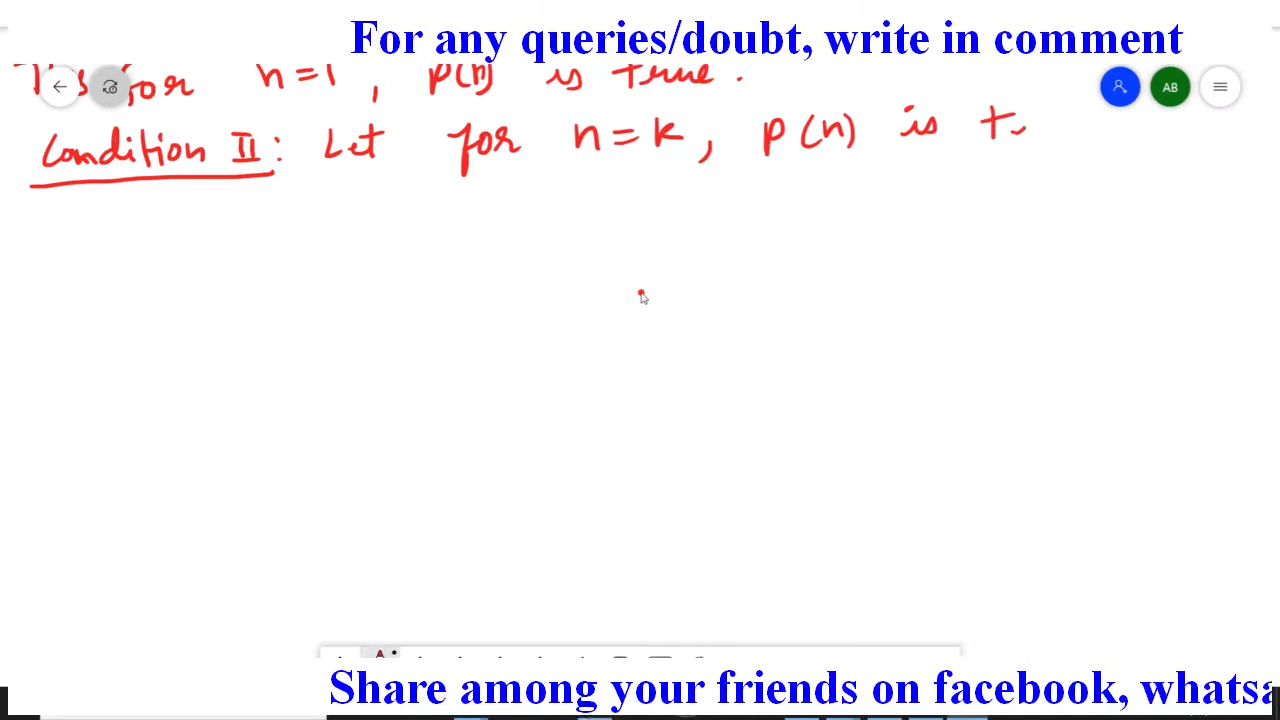 For any queries/doubt, write in comment
for n=1, P(n) is true.
AB
Condition II: Let for n=k, P(n) is
Share among your friends on facebook, whatsa